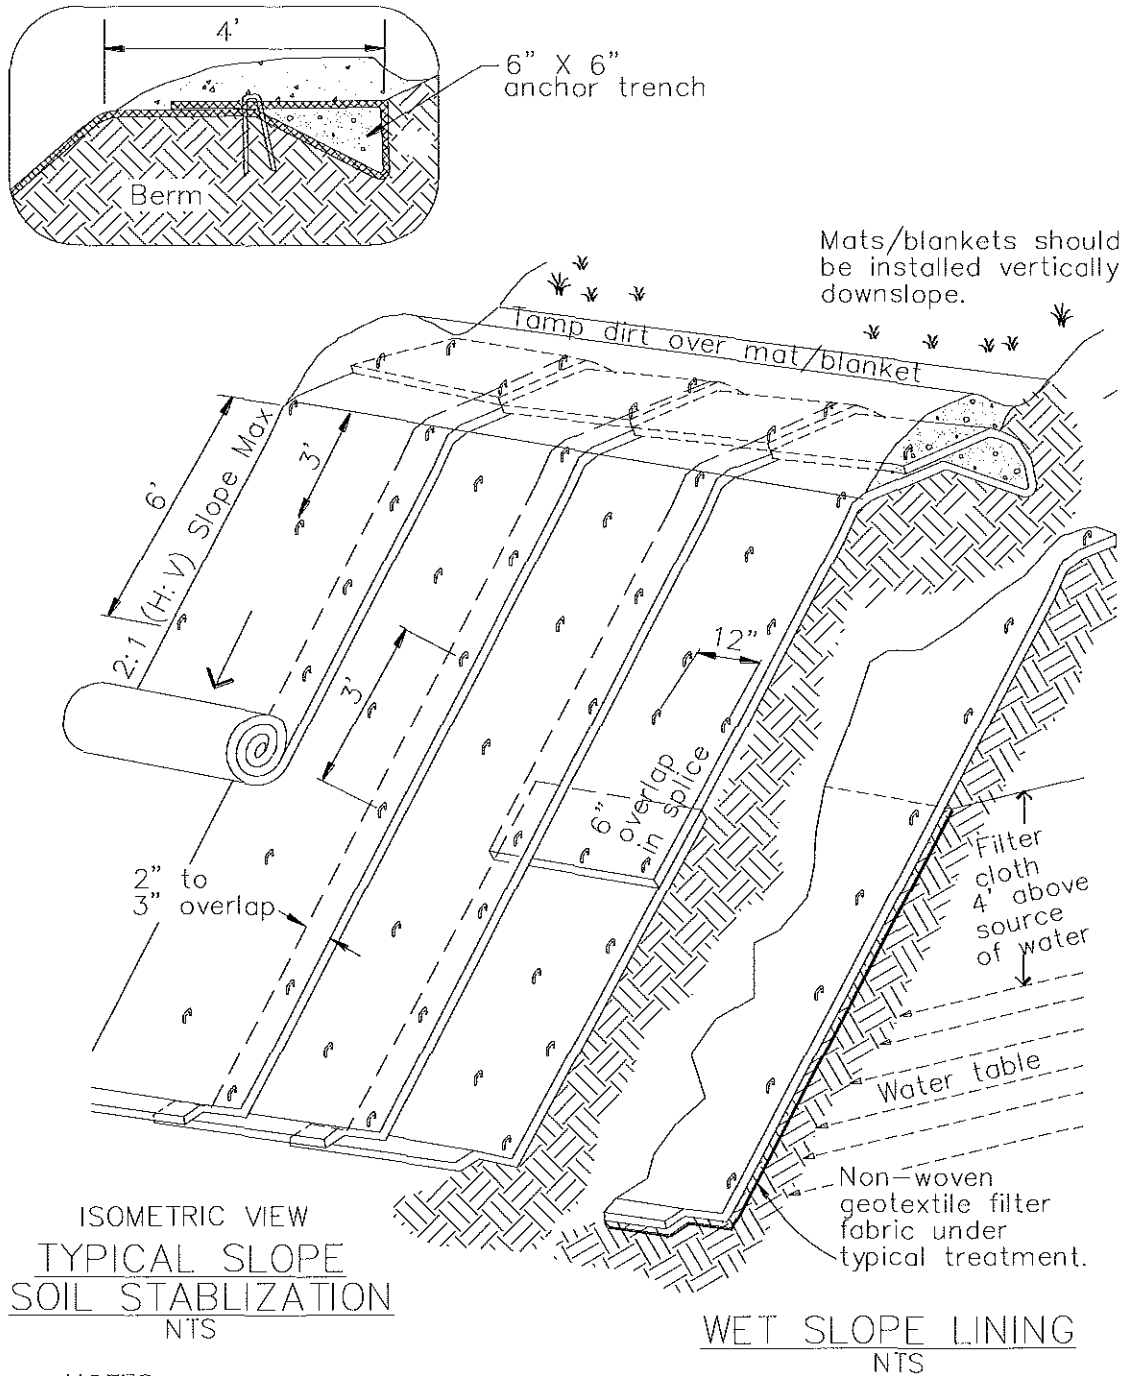 4'
6" X 6"
anchor trench
Berm
Mats/blankets should
be installed vertically
downslope.
Tamp dirt over mat/blanket
6'
3'
2:1 (H:V) Slope Max
3'
12"
6"
overlap
in splice
2" to
3" overlap
Filter
cloth
4' above
source
of water
Water table
Non-woven
geotextile filter
fabric under
typical treatment.
ISOMETRIC VIEW
TYPICAL SLOPE
SOIL STABLIZATION
NTS
WET SLOPE LINING
NTS